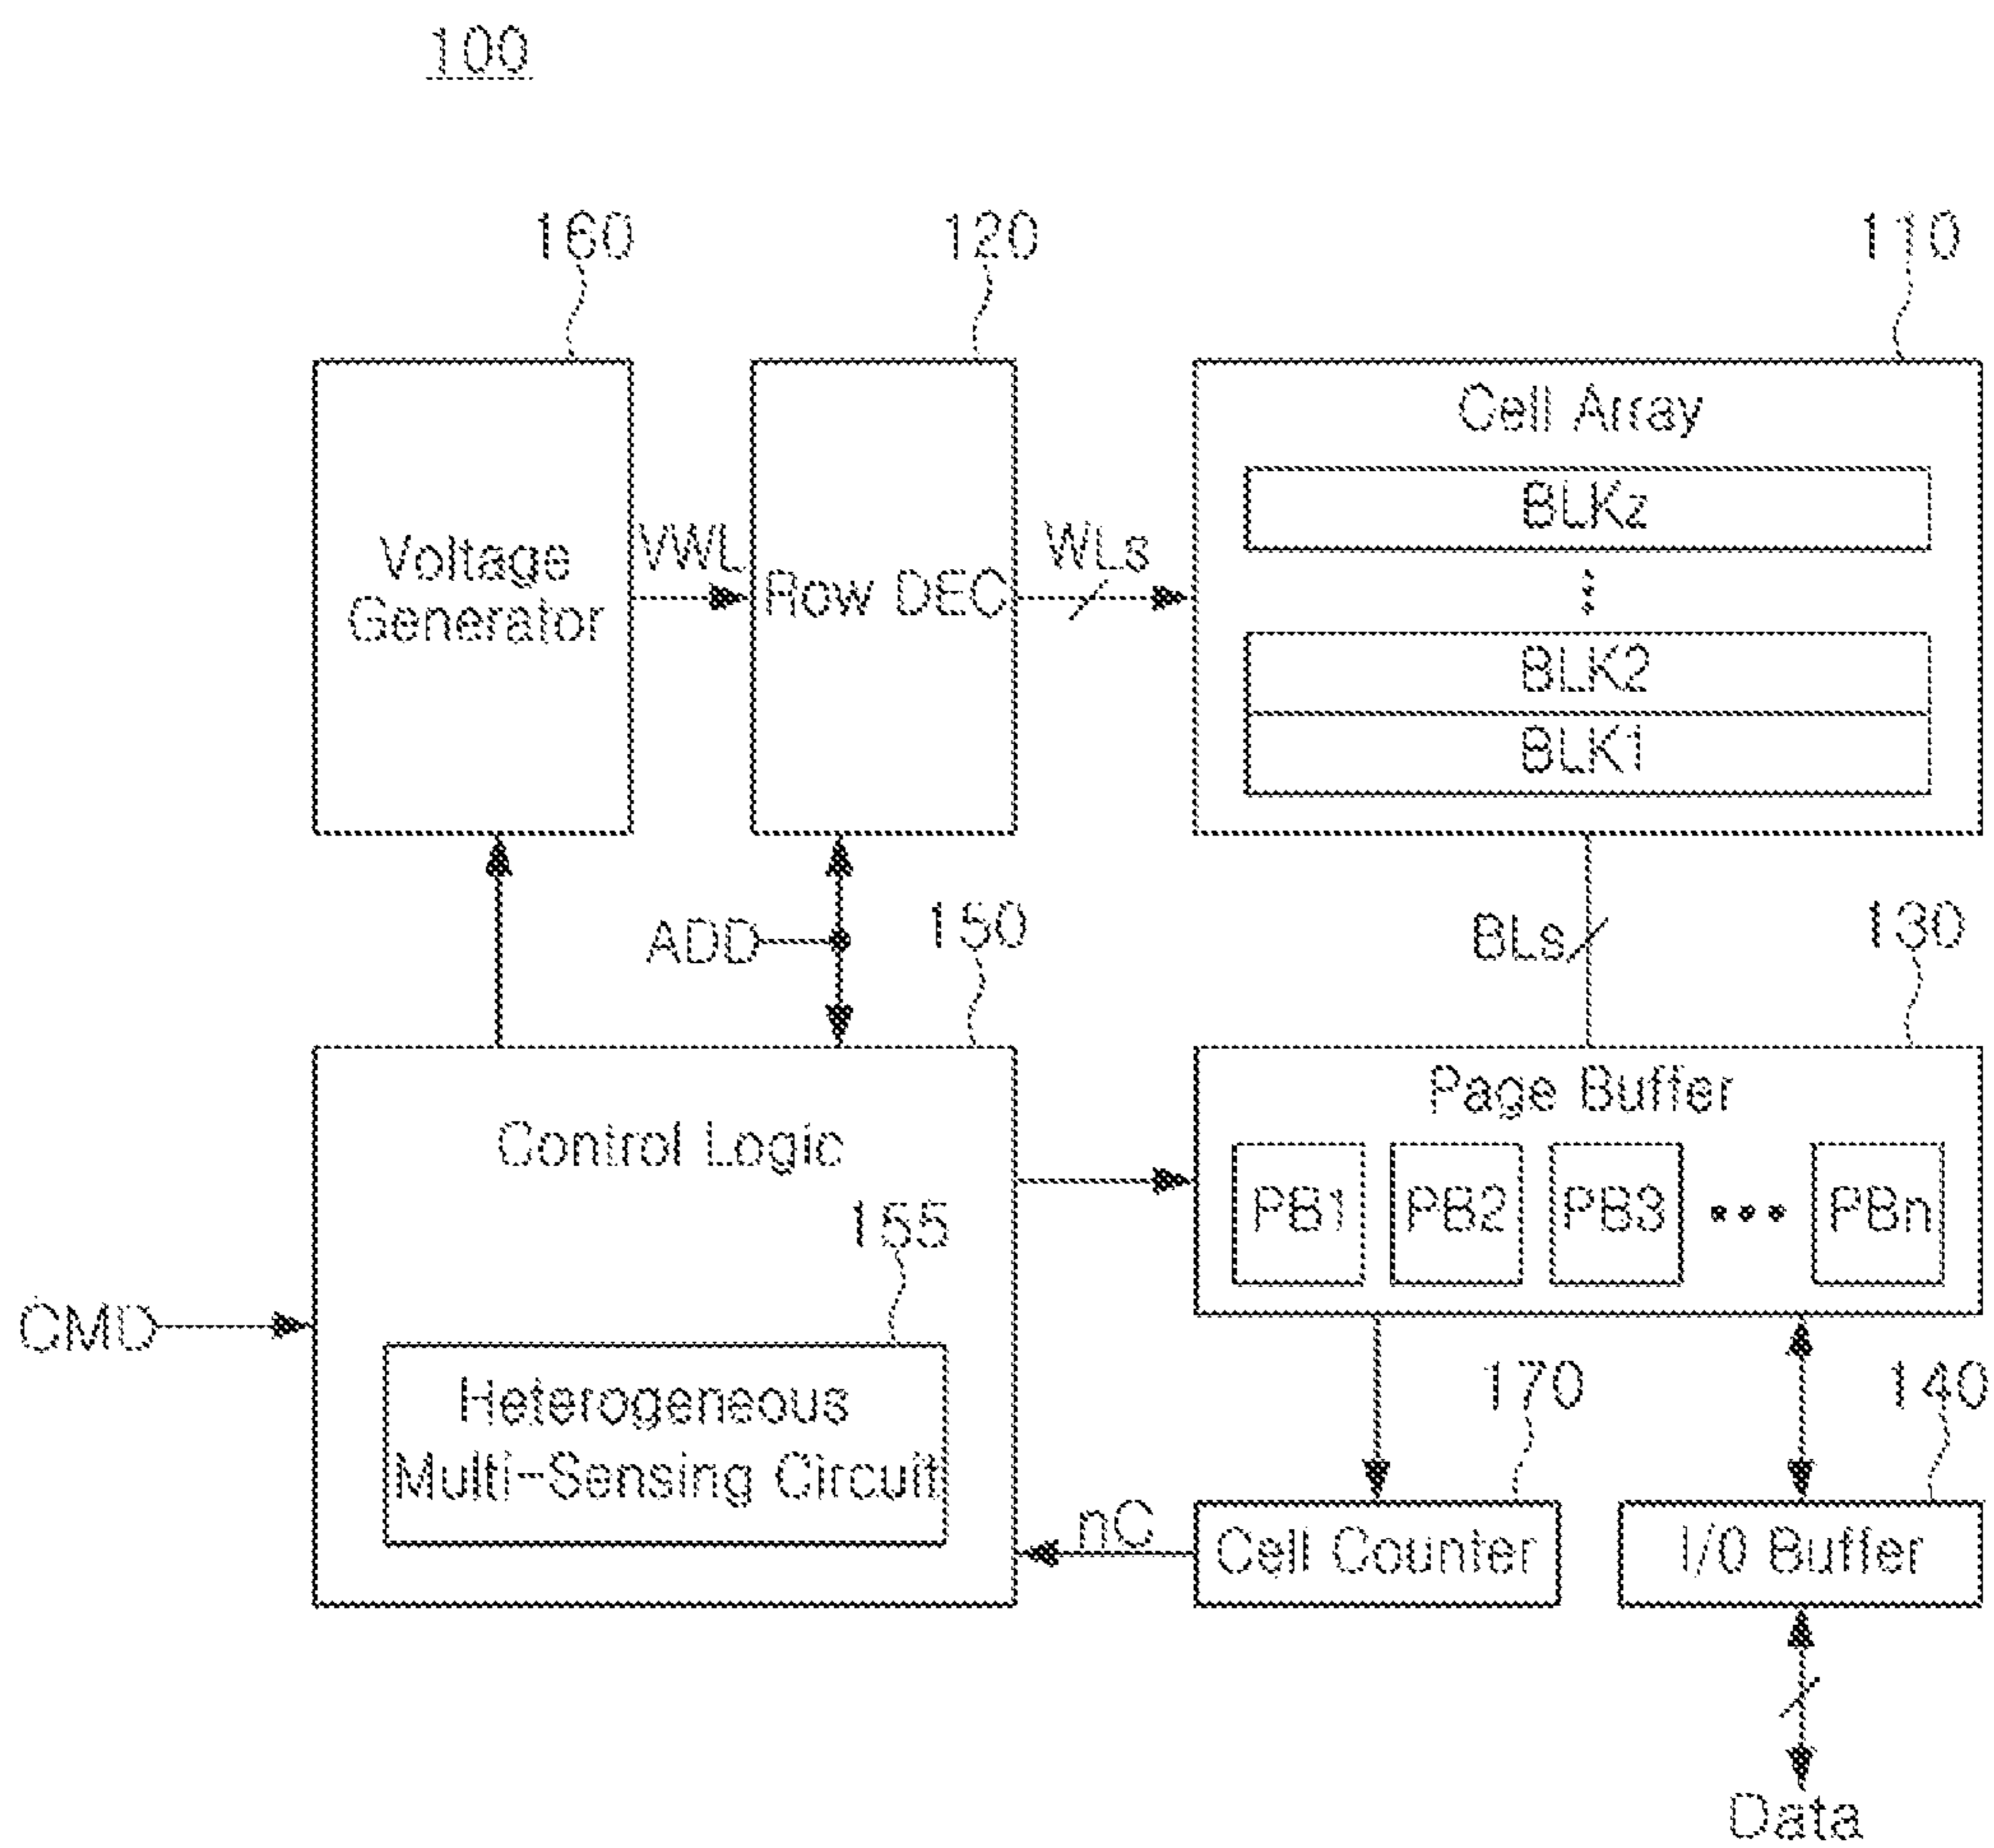 100
160
120
110
Voltage
Generator
VWL
Row DEC
WLs
Cell Array
BLKz
BLK2
BLK1
ADD
150
BLs
130
Control Logic
155
CMD
Heterogeneous
Multi-Sensing Circuit
Page Buffer
PB1 PB2 PB3 ••• PBn
170
140
nC
Cell Counter
I/O Buffer
Data